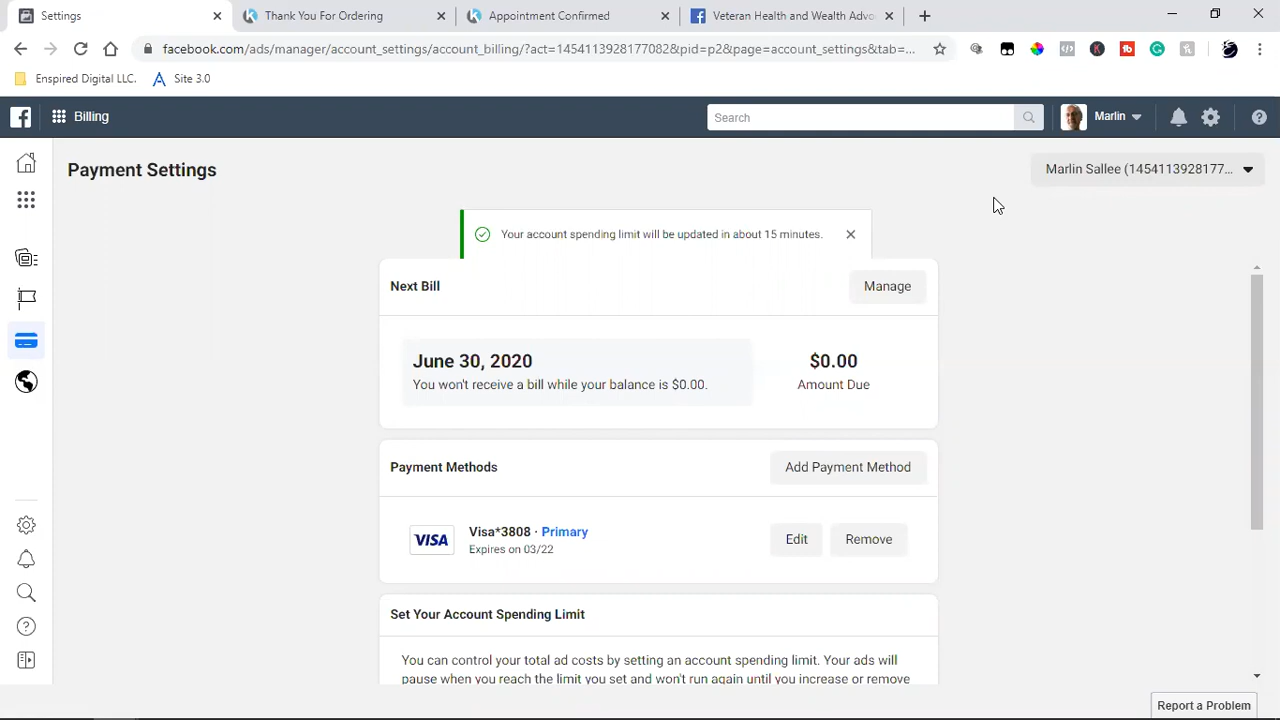 Settings
Thank You For Ordering
Appointment Confirmed
Veteran Health and Wealth Advo
facebook.com/ads/manager/account_settings/account_billing/?act=1454113928177082&pid=p2&page=account_settings&tab=...
Enspired Digital LLC.
Site 3.0
Billing
Search
Marlin
Payment Settings
Marlin Sallee (1454113928177...
Your account spending limit will be updated in about 15 minutes.
Next Bill
Manage
June 30, 2020
$0.00
You won't receive a bill while your balance is $0.00.
Amount Due
Payment Methods
Add Payment Method
VISA
Visa*3808 · Primary
Expires on 03/22
Edit
Remove
Set Your Account Spending Limit
You can control your total ad costs by setting an account spending limit. Your ads will
pause when you reach the limit you set and won't run again until you increase or remove
Report a Problem